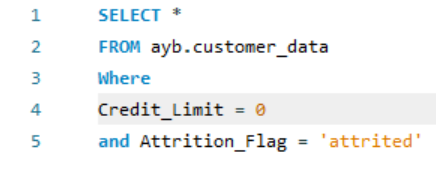 1 SELECT *
2 FROM ayb.customer_data
3 Where
4 Credit_Limit = 0
5 and Attrition_Flag = 'attrited'